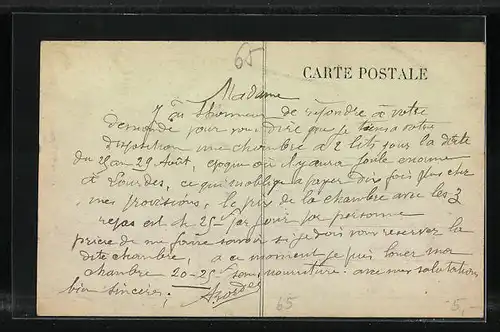 65
CARTE POSTALE
Madame
J'ai l'honneur de répondre à votre
demande pour vous dire que je tiens a votre
disposition une chambre a 2 lits pour la date
du 23 au 29 Août, époque où il y aura foule enorme
à Lourdes, ce qui m'oblige a payer dix fois plus cher
mes provisions, le prix de la chambre avec les 3
repas est de 25 par jour par personne
priere de me faire savoir si je dois vous reserver la
dite chambre, a ce moment je puis louer ma
chambre 20-25 sans nourriture. avec mes salutations
bien sincères;
65
5,-